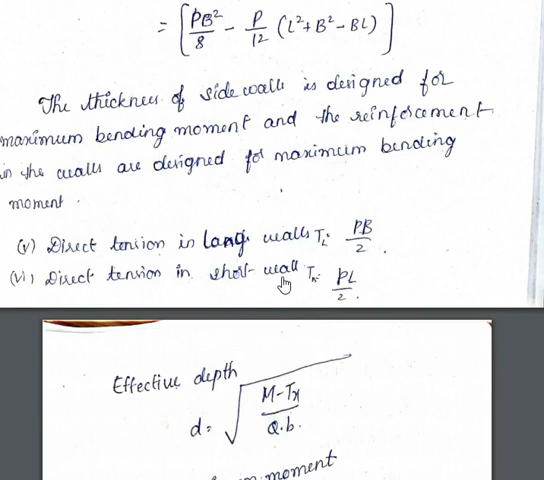 = [PB²/8 - P/12 (L²+B²-BL)]
The thickness of side walls is designed for
maximum bending moment and the reinforcement
in the walls are designed for maximum bending
moment.
(v) Direct tension in Long walls T_L = PB/2.
(vi) Direct tension in short wall = PL/2.
Effective depth
d = √(M-Tx/Q.b.)
moment